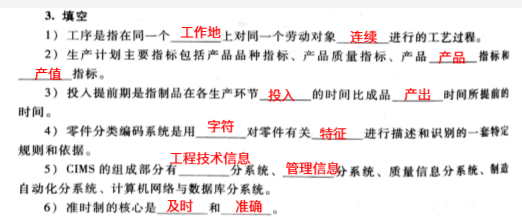 3. 填空
1) 工序是指在同一个 工作地 上对同一个劳动对象 连续 进行的工艺过程。
2) 生产计划主要指标包括产品品种指标、产品质量指标、产品 产品 指标和
产值 指标。
3) 投入提前期是指制品在各生产环节 投入 的时间比成品 产出 时间所提前的
时间。
4) 零件分类编码系统是用 字符 对零件有关 特征 进行描述和识别的一套特定
规则和依据。
5) CIMS 的组成部分有 工程技术信息 分系统、管理信息 分系统、质量信息分系统、制造
自动化分系统、计算机网络与数据库分系统。
6) 准时制的核心是 及时 和 准确 。